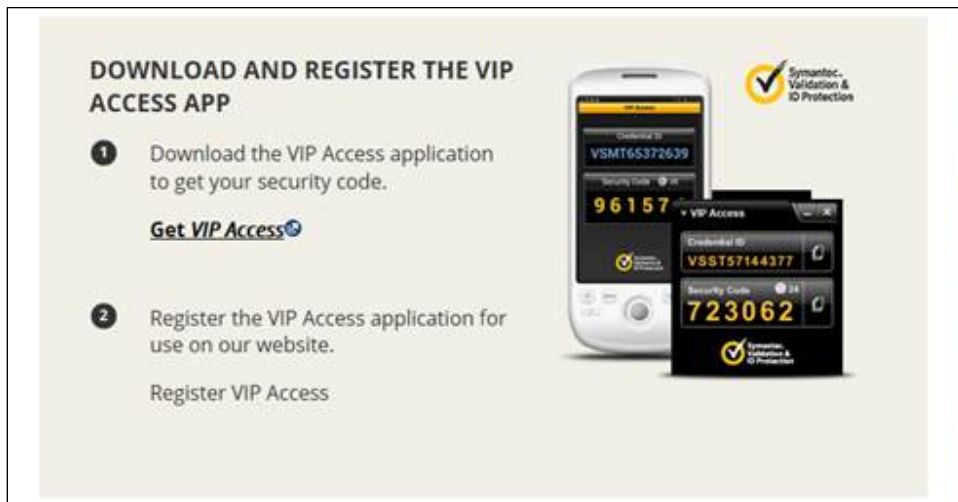 DOWNLOAD AND REGISTER THE VIP
ACCESS APP
1
Download the VIP Access application
to get your security code.
Get VIP Access
2
Register the VIP Access application for
use on our website.
Register VIP Access
Symantec.
Validation &
ID Protection
VIP Access
Credential ID
VSMT65372639
Security Code
96157
VIP Access
Credential ID
VSST57144377
Security Code 24
723062
Symantec.
Validation &
ID Protection